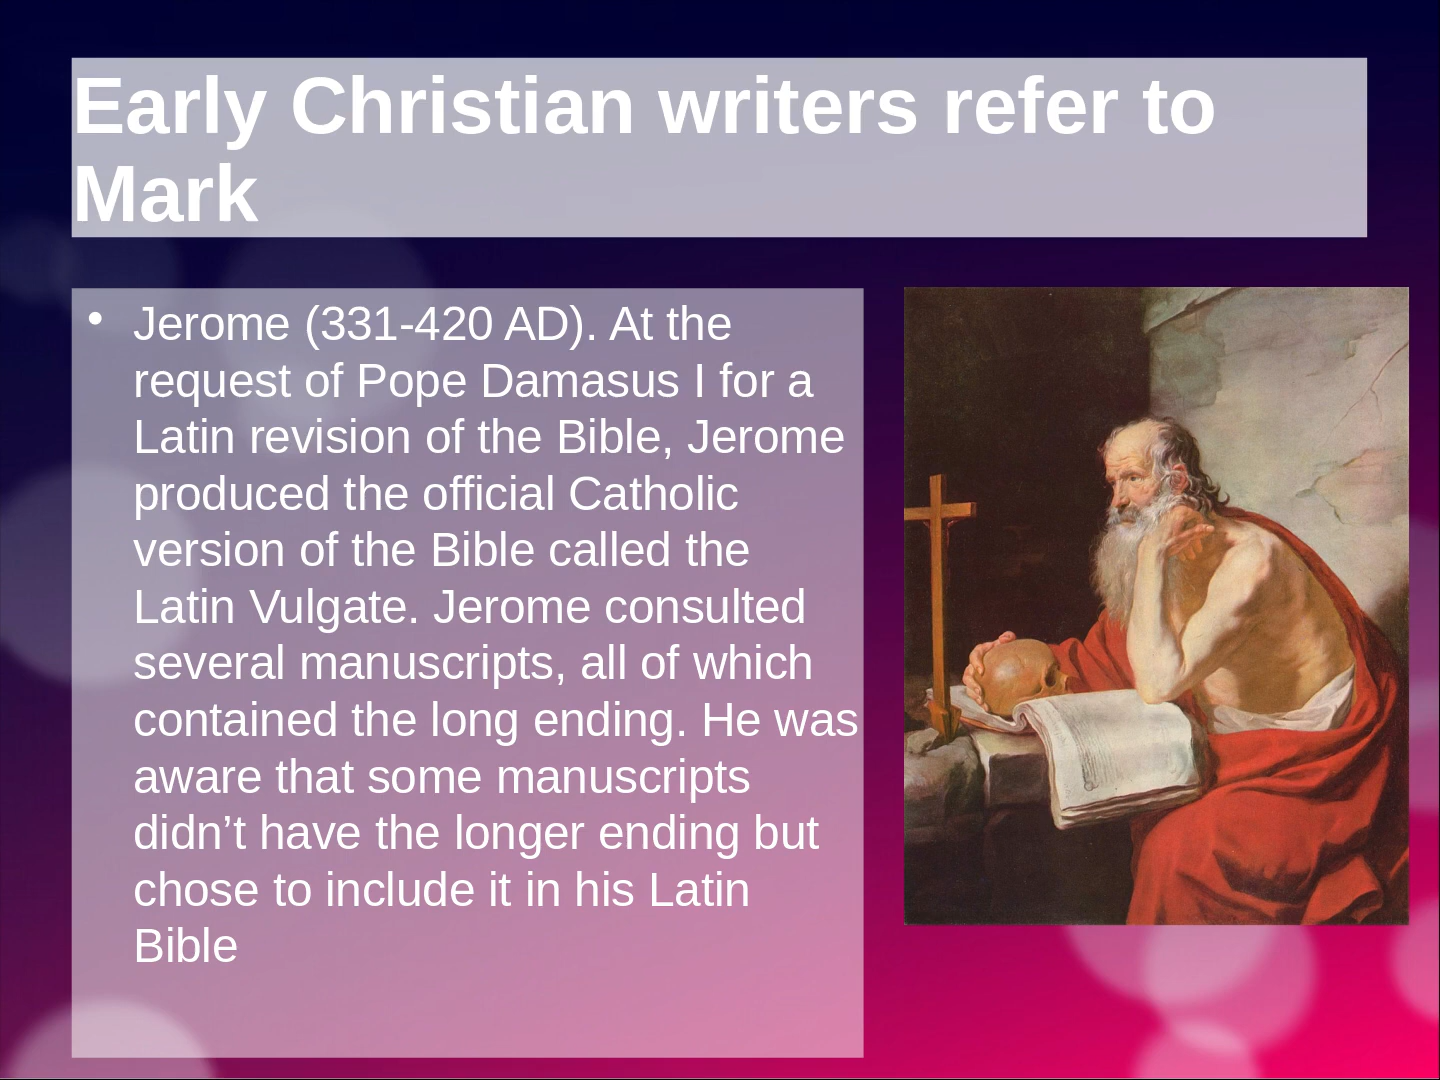 Early Christian writers refer to
Mark
• Jerome (331-420 AD). At the
request of Pope Damasus I for a
Latin revision of the Bible, Jerome
produced the official Catholic
version of the Bible called the
Latin Vulgate. Jerome consulted
several manuscripts, all of which
contained the long ending. He was
aware that some manuscripts
didn’t have the longer ending but
chose to include it in his Latin
Bible